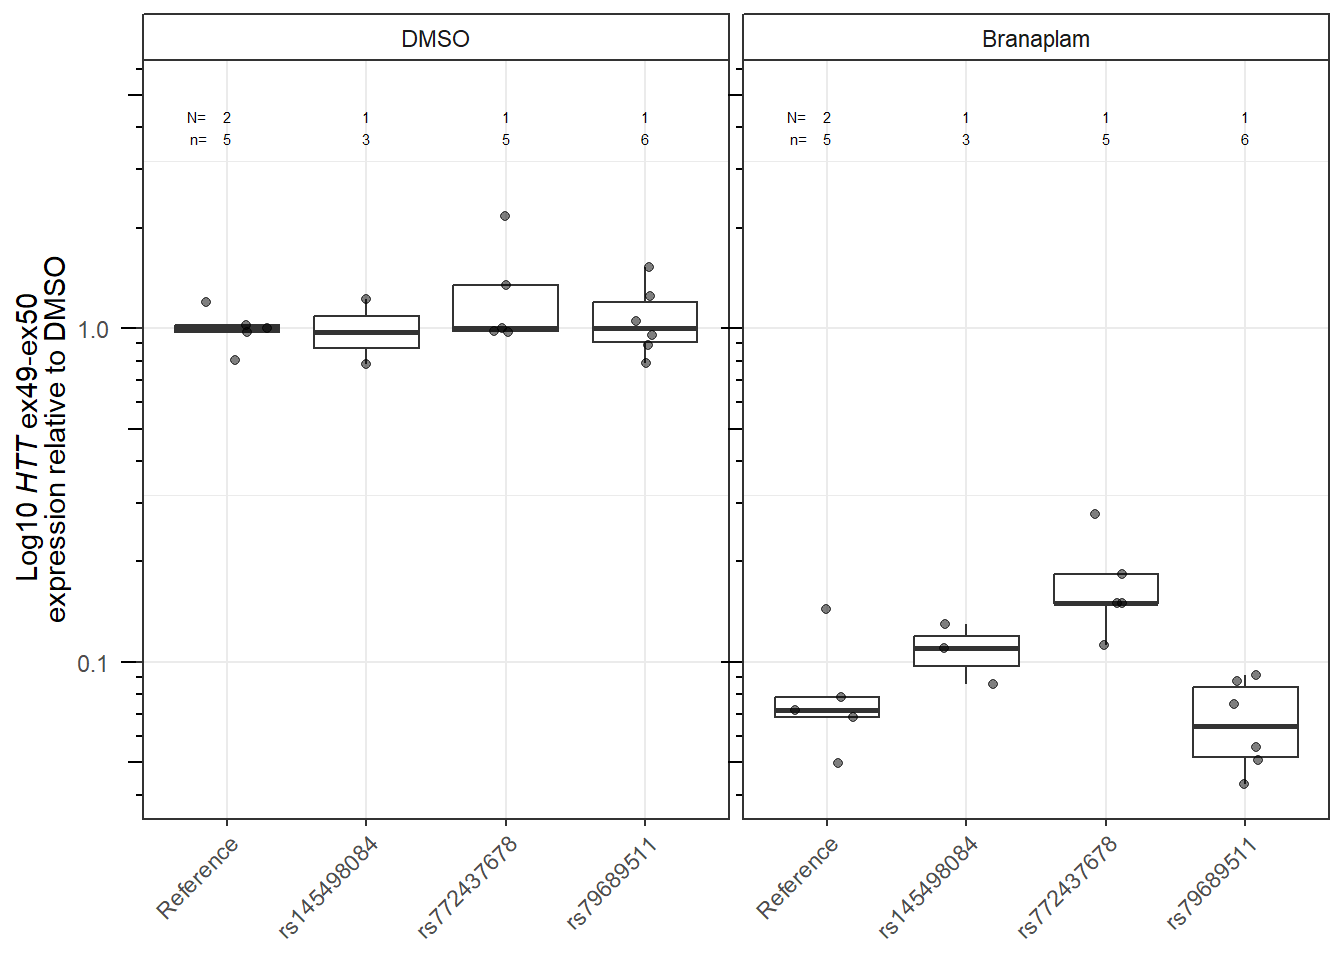 DMSO
Branaplam
N= 2 1 1 1
n= 5 3 5 6
N= 2 1 1 1
n= 5 3 5 6
Log10 HTT ex49-ex50
expression relative to DMSO
1.0
0.1
Reference
rs145498084
rs772437678
rs79689511
Reference
rs145498084
rs772437678
rs79689511